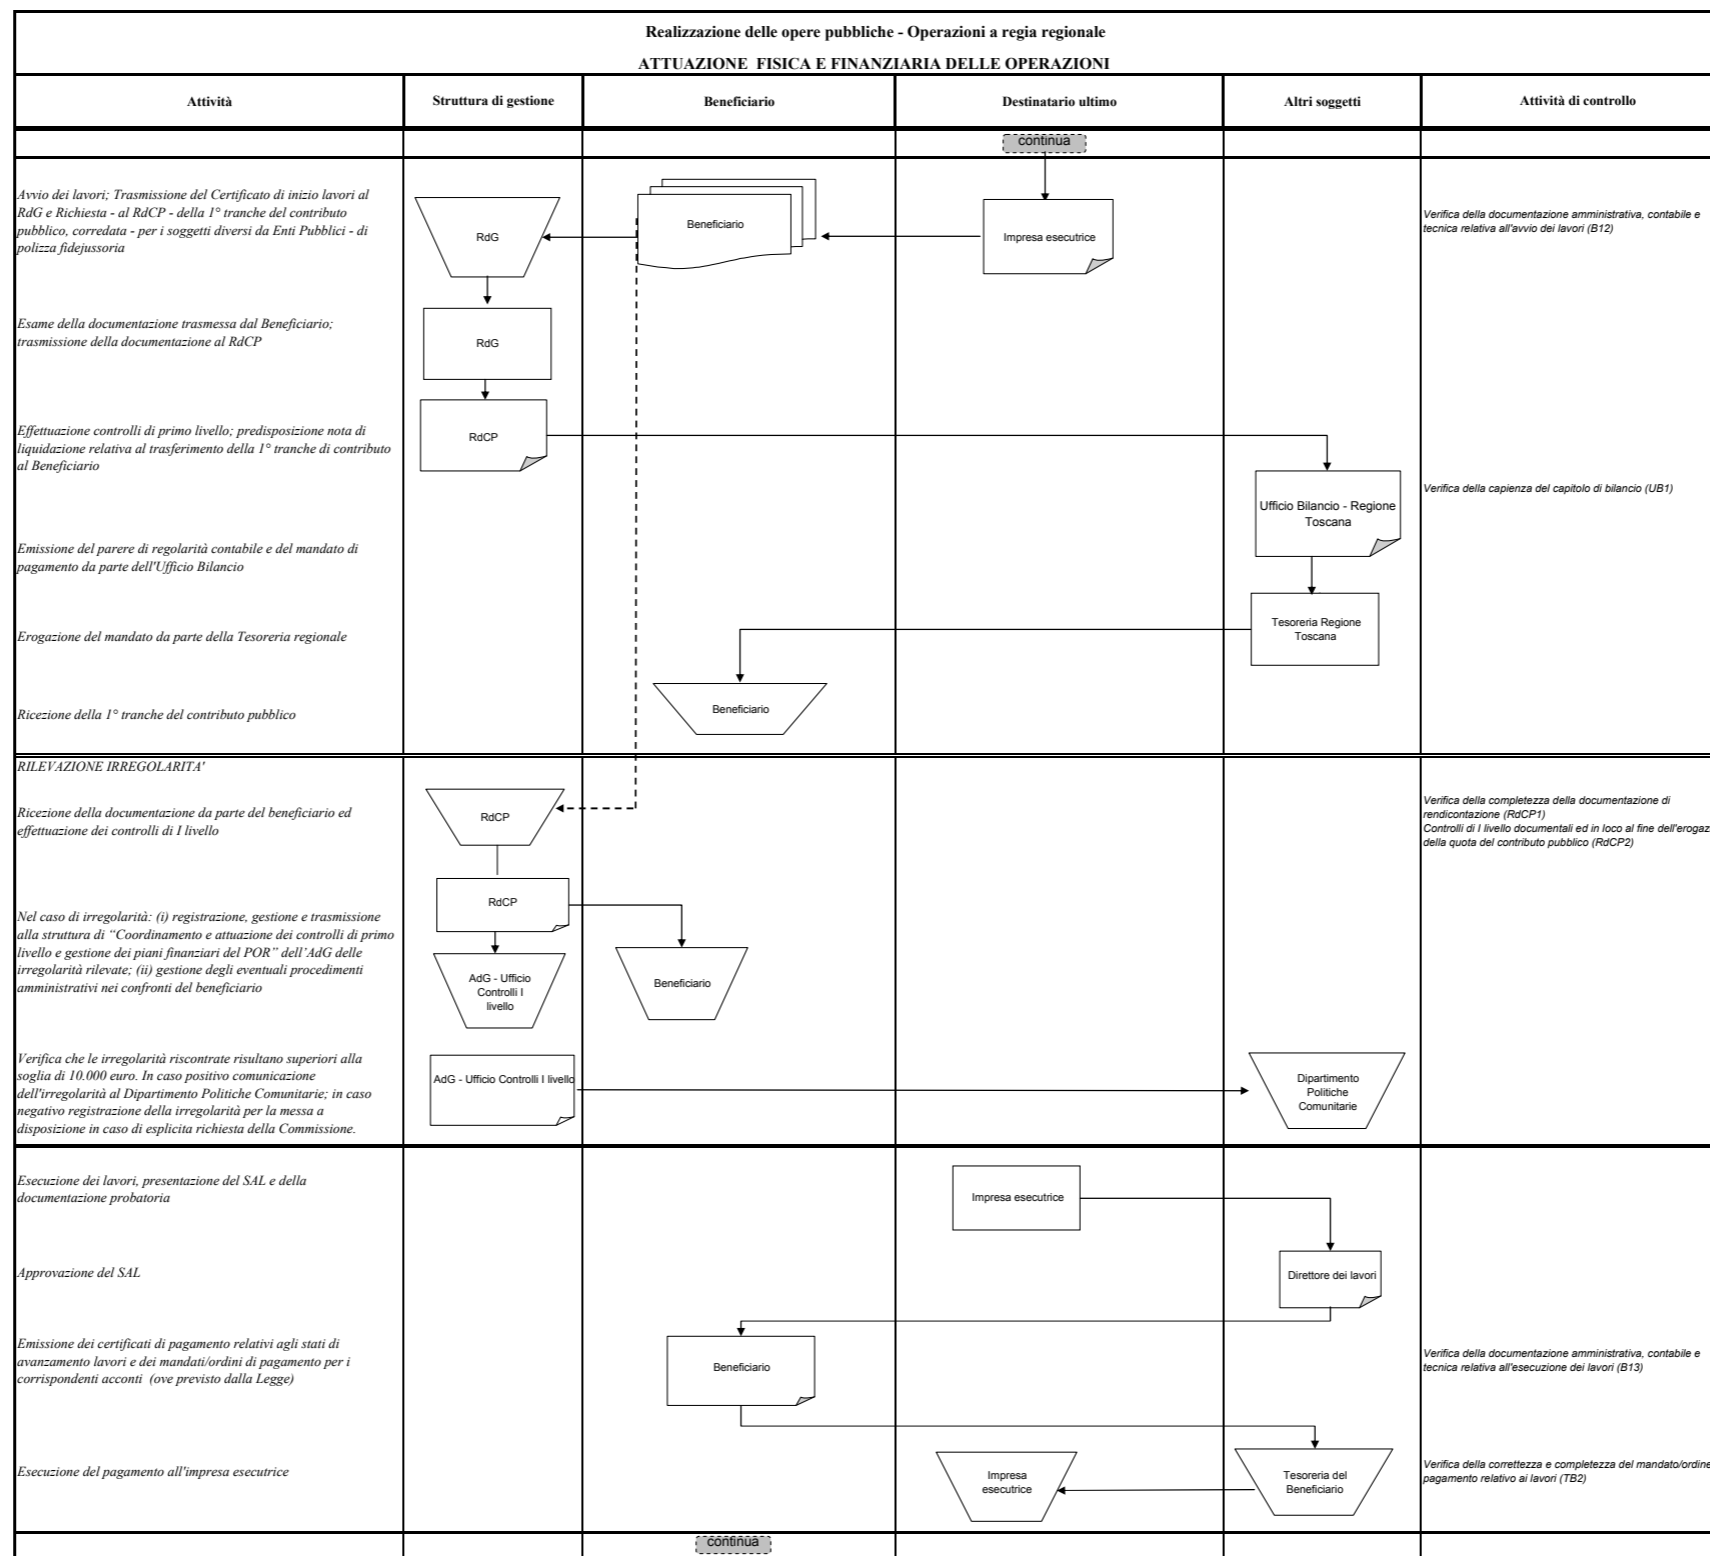 Realizzazione delle opere pubbliche - Operazioni a regia regionale
ATTUAZIONE FISICA E FINANZIARIA DELLE OPERAZIONI
Attività
Struttura di gestione
Beneficiario
Destinatario ultimo
Altri soggetti
Attività di controllo
continua
Avvio dei lavori; Trasmissione del Certificato di inizio lavori al
RdG e Richiesta - al RdCP - della 1° tranche del contributo
pubblico, corredata - per i soggetti diversi da Enti Pubblici - di
polizza fidejussoria
RdG
Beneficiario
Impresa esecutrice
Verifica della documentazione amministrativa, contabile e
tecnica relativa all'avvio dei lavori (B12)
Esame della documentazione trasmessa dal Beneficiario;
trasmissione della documentazione al RdCP
RdG
Effettuazione controlli di primo livello; predisposizione nota di
liquidazione relativa al trasferimento della 1° tranche di contributo
al Beneficiario
RdCP
Ufficio Bilancio - Regione
Toscana
Verifica della capienza del capitolo di bilancio (UB1)
Emissione del parere di regolarità contabile e del mandato di
pagamento da parte dell'Ufficio Bilancio
Erogazione del mandato da parte della Tesoreria regionale
Tesoreria Regione
Toscana
Ricezione della 1° tranche del contributo pubblico
Beneficiario
RILEVAZIONE IRREGOLARITA'
Ricezione della documentazione da parte del beneficiario ed
effettuazione dei controlli di I livello
RdCP
Verifica della completezza della documentazione di
rendicontazione (RdCP1)
Controlli di I livello documentali ed in loco al fine dell'erogaz
della quota del contributo pubblico (RdCP2)
Nel caso di irregolarità: (i) registrazione, gestione e trasmissione
alla struttura di “Coordinamento e attuazione dei controlli di primo
livello e gestione dei piani finanziari del POR” dell’AdG delle
irregolarità rilevate; (ii) gestione degli eventuali procedimenti
amministrativi nei confronti del beneficiario
RdCP
AdG - Ufficio
Controlli I
livello
Beneficiario
Verifica che le irregolarità riscontrate risultano superiori alla
soglia di 10.000 euro. In caso positivo comunicazione
dell'irregolarità al Dipartimento Politiche Comunitarie; in caso
negativo registrazione della irregolarità per la messa a
disposizione in caso di esplicita richiesta della Commissione.
AdG - Ufficio Controlli I livello
Dipartimento
Politiche
Comunitarie
Esecuzione dei lavori, presentazione del SAL e della
documentazione probatoria
Impresa esecutrice
Approvazione del SAL
Direttore dei lavori
Emissione dei certificati di pagamento relativi agli stati di
avanzamento lavori e dei mandati/ordini di pagamento per i
corrispondenti acconti (ove previsto dalla Legge)
Beneficiario
Verifica della documentazione amministrativa, contabile e
tecnica relativa all'esecuzione dei lavori (B13)
Esecuzione del pagamento all'impresa esecutrice
Impresa
esecutrice
Tesoreria del
Beneficiario
Verifica della correttezza e completezza del mandato/ordine
pagamento relativo ai lavori (TB2)
continua